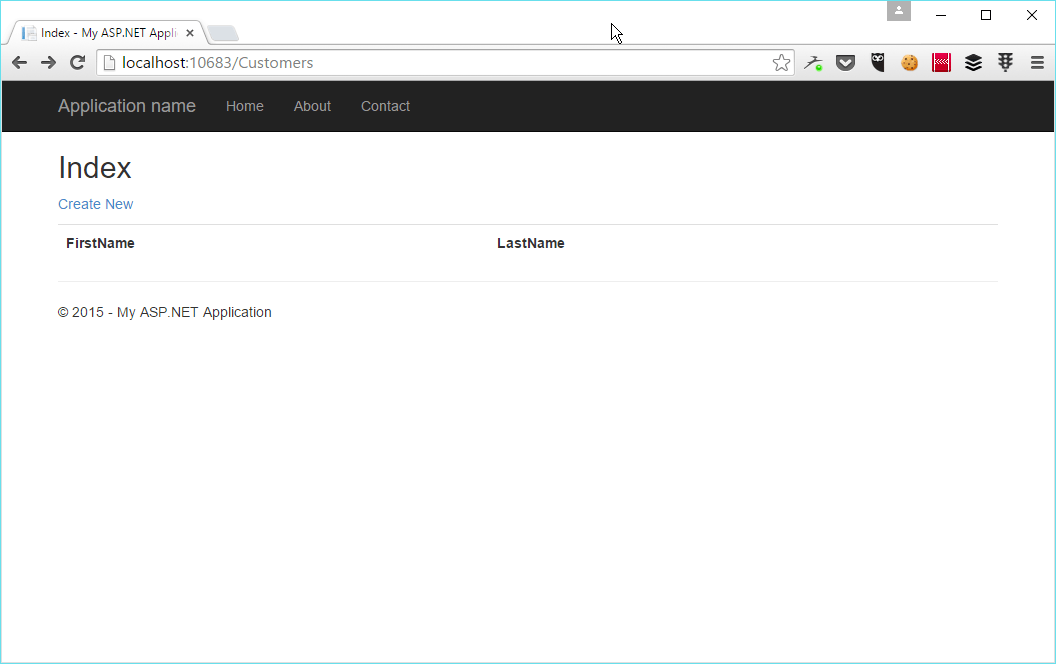 Index - My ASP.NET Appli
localhost:10683/Customers
Application name Home About Contact
Index
Create New
FirstName LastName
© 2015 - My ASP.NET Application